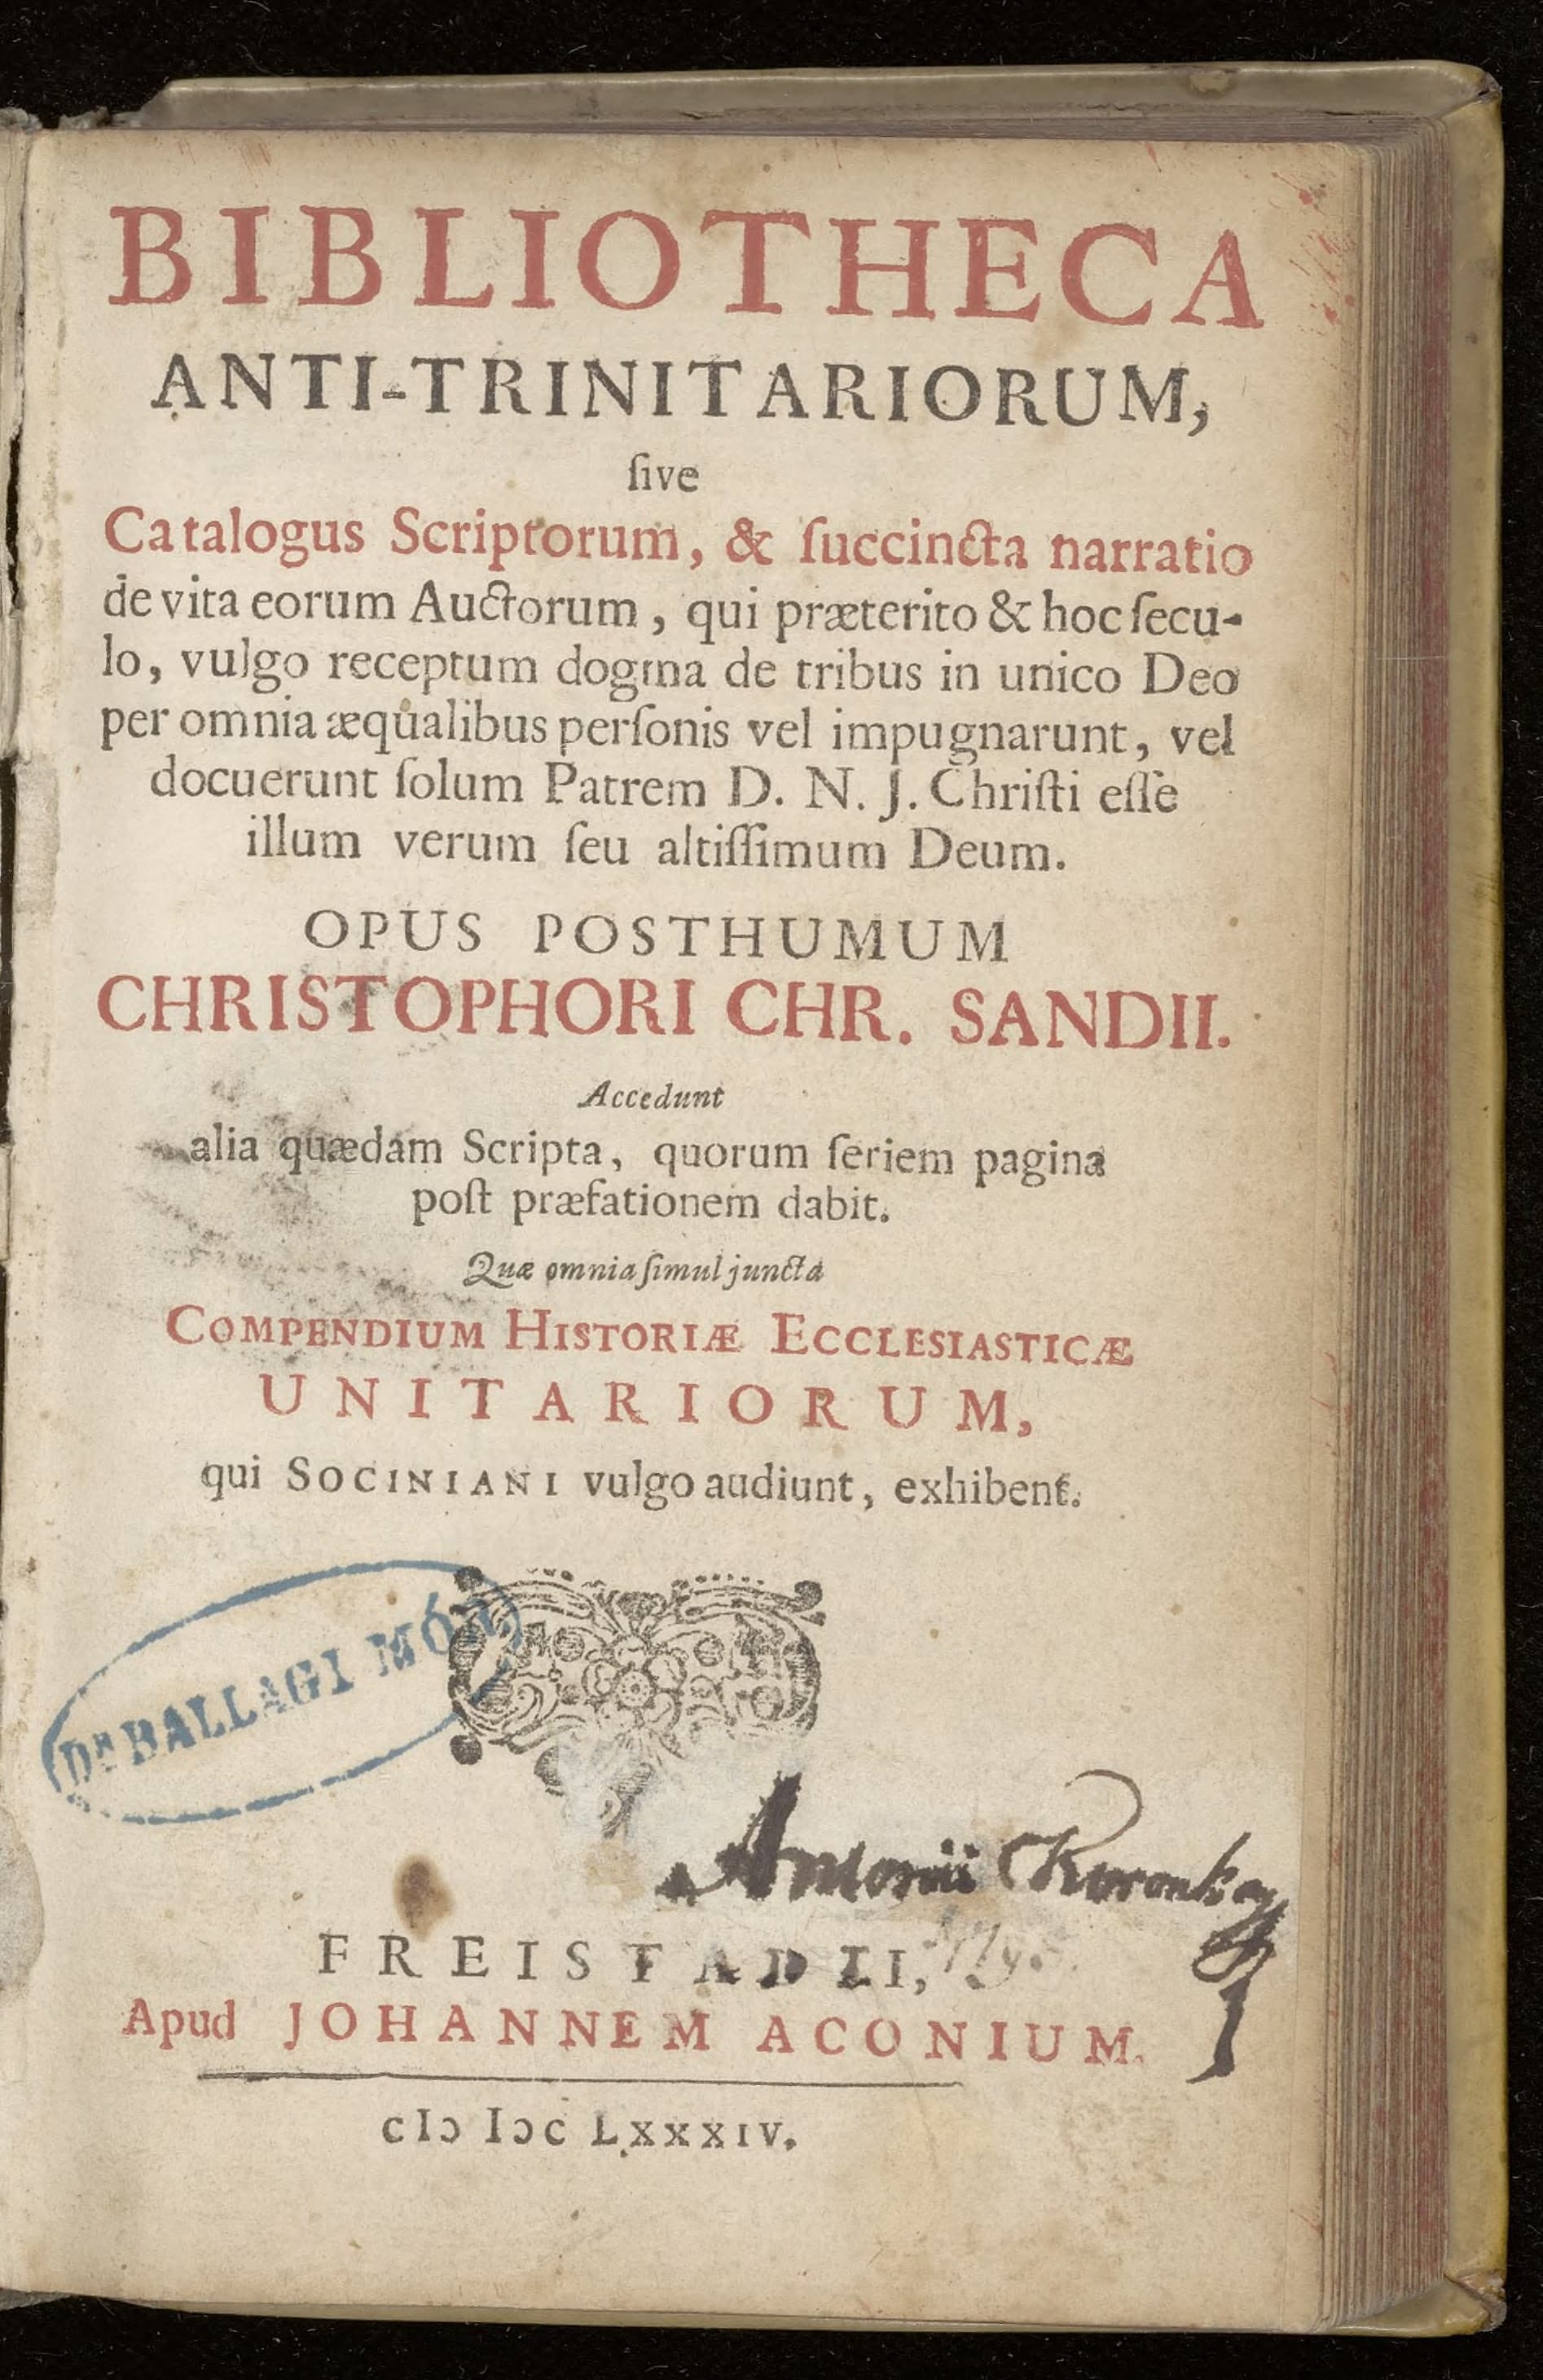 BIBLIOTHECA
ANTI-TRINITARIORUM,
ſive
Catalogus Scriptorum, & ſuccincta narratio
de vita eorum Auctorum, qui præterito & hoc ſecu-
lo, vulgo receptum dogma de tribus in unico Deo
per omnia æqualibus perſonis vel impugnarunt, vel
docuerunt ſolum Patrem D. N. J. Chriſti eſſe
illum verum ſeu altiſſimum Deum.
OPUS POSTHUMUM
CHRISTOPHORI CHR. SANDII.
Accedunt
alia quædam Scripta, quorum ſeriem pagina
poſt præfationem dabit.
Quæ omnia ſimul juncta
COMPENDIUM HISTORIÆ ECCLESIASTICÆ
UNITARIORUM,
qui SOCINIANI vulgo audiunt, exhibent.
Dr BALLAGI MÓR
Antonii
FREISTADII,
Apud JOHANNEM ACONIUM.
cIↄ Iↄc LXXXIV.